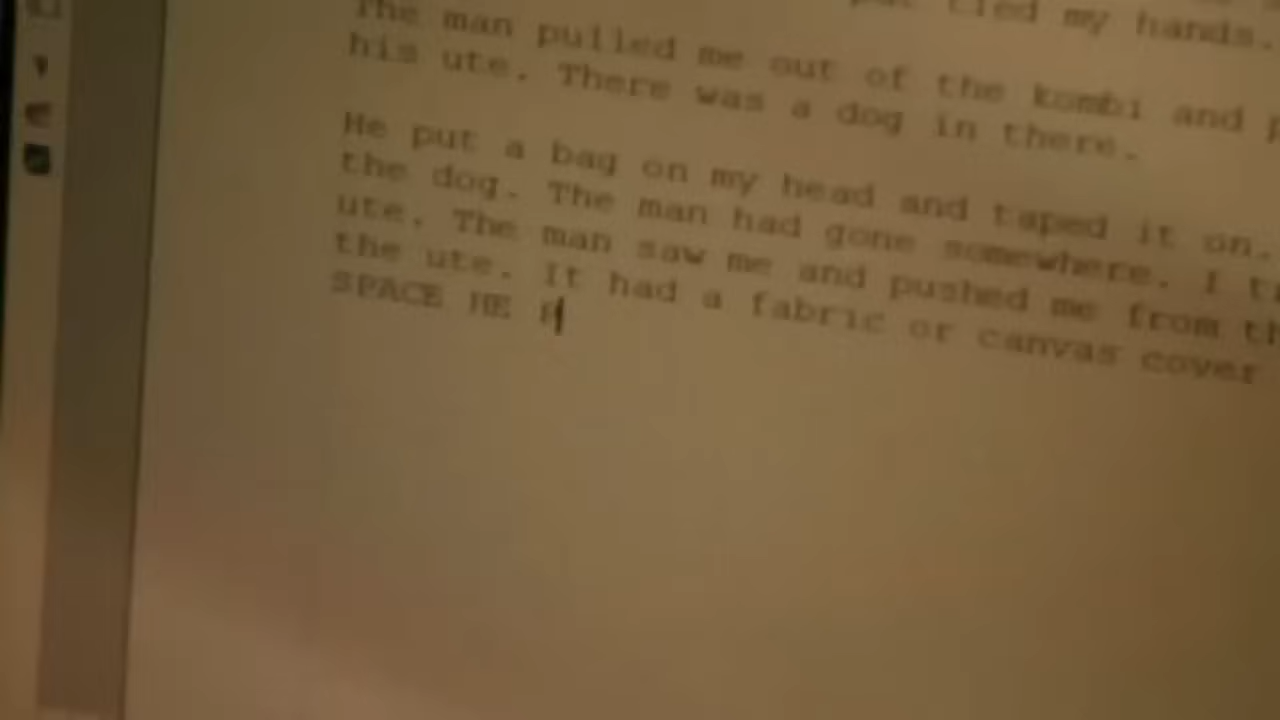 tied my hands.
The man pulled me out of the kombi and
his ute. There was a dog in there.
He put a bag on my head and taped it on.
the dog. The man had gone somewhere. I
ute. The man saw me and pushed me from
the ute. It had a fabric or canvas cover
SPACE HE